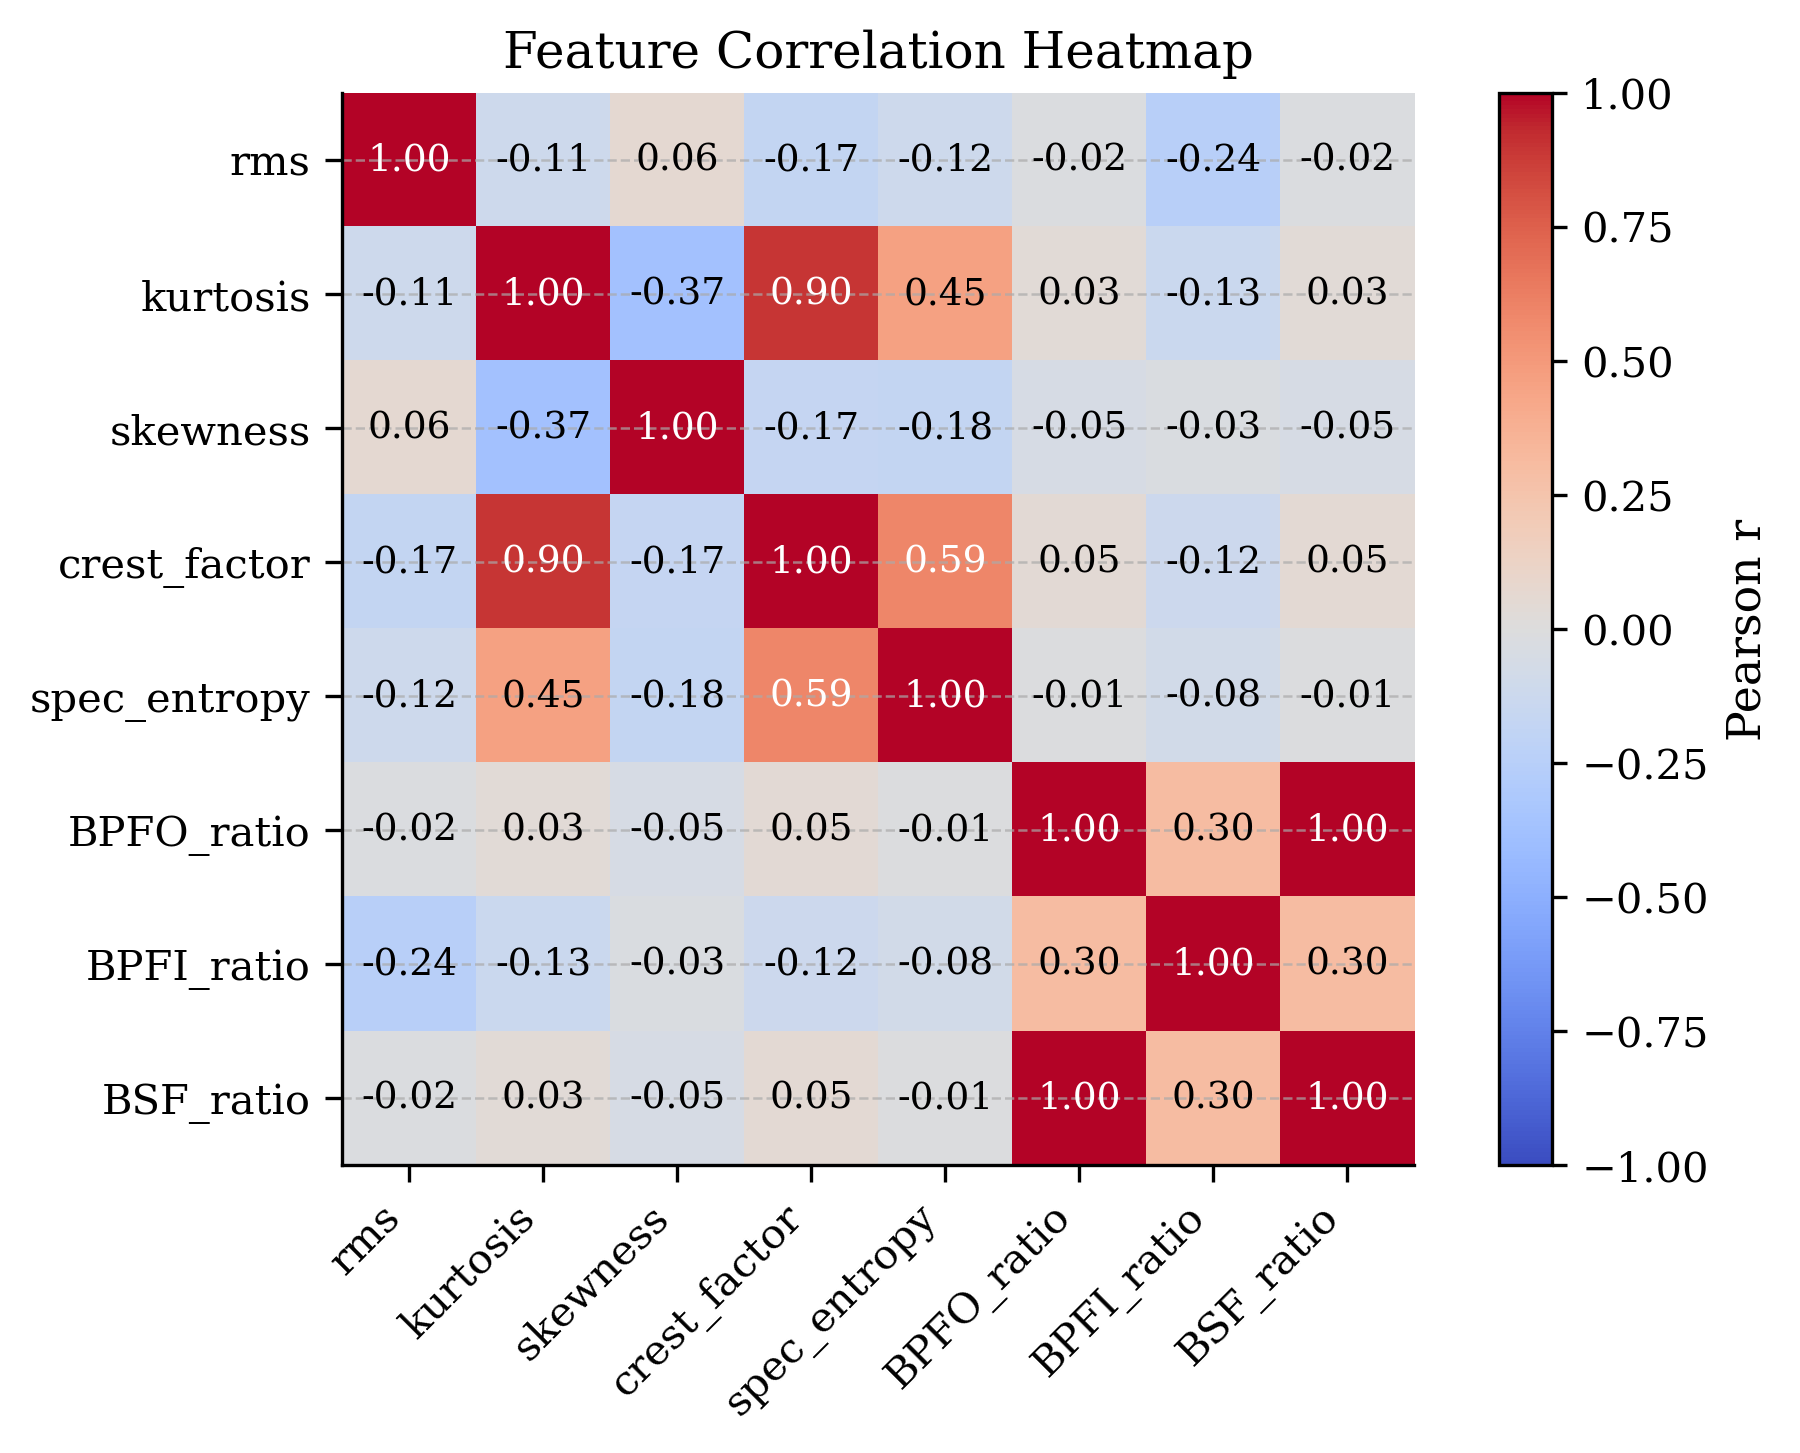 Feature Correlation Heatmap
rms 1.00 -0.11 0.06 -0.17 -0.12 -0.02 -0.24 -0.02
kurtosis -0.11 1.00 -0.37 0.90 0.45 0.03 -0.13 0.03
skewness 0.06 -0.37 1.00 -0.17 -0.18 -0.05 -0.03 -0.05
crest_factor -0.17 0.90 -0.17 1.00 0.59 0.05 -0.12 0.05
spec_entropy -0.12 0.45 -0.18 0.59 1.00 -0.01 -0.08 -0.01
BPFO_ratio -0.02 0.03 -0.05 0.05 -0.01 1.00 0.30 1.00
BPFI_ratio -0.24 -0.13 -0.03 -0.12 -0.08 0.30 1.00 0.30
BSF_ratio -0.02 0.03 -0.05 0.05 -0.01 1.00 0.30 1.00
rms kurtosis skewness crest_factor spec_entropy BPFO_ratio BPFI_ratio BSF_ratio
1.00
0.75
0.50
0.25
0.00
−0.25
−0.50
−0.75
−1.00
Pearson r